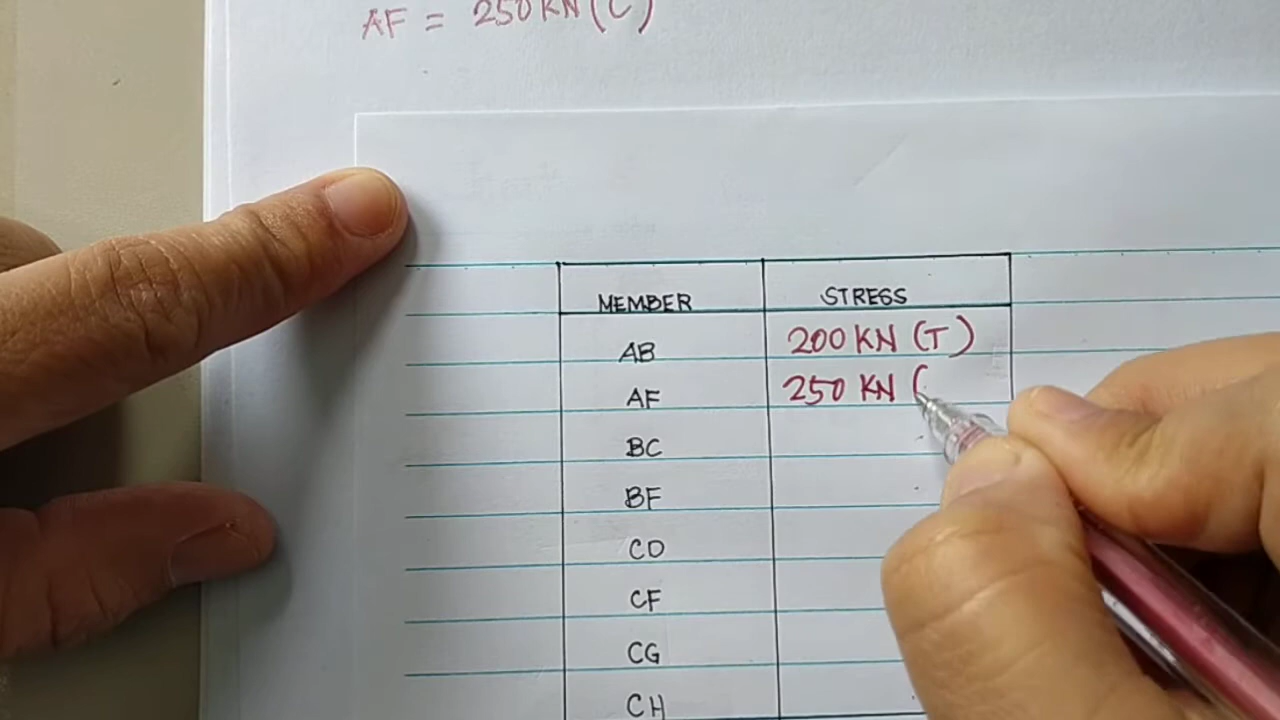 AF = 250 KN (C)
MEMBER STRESS
AB 200 KN (T)
AF 250 KN (
BC
BF
CD
CF
CG
CH